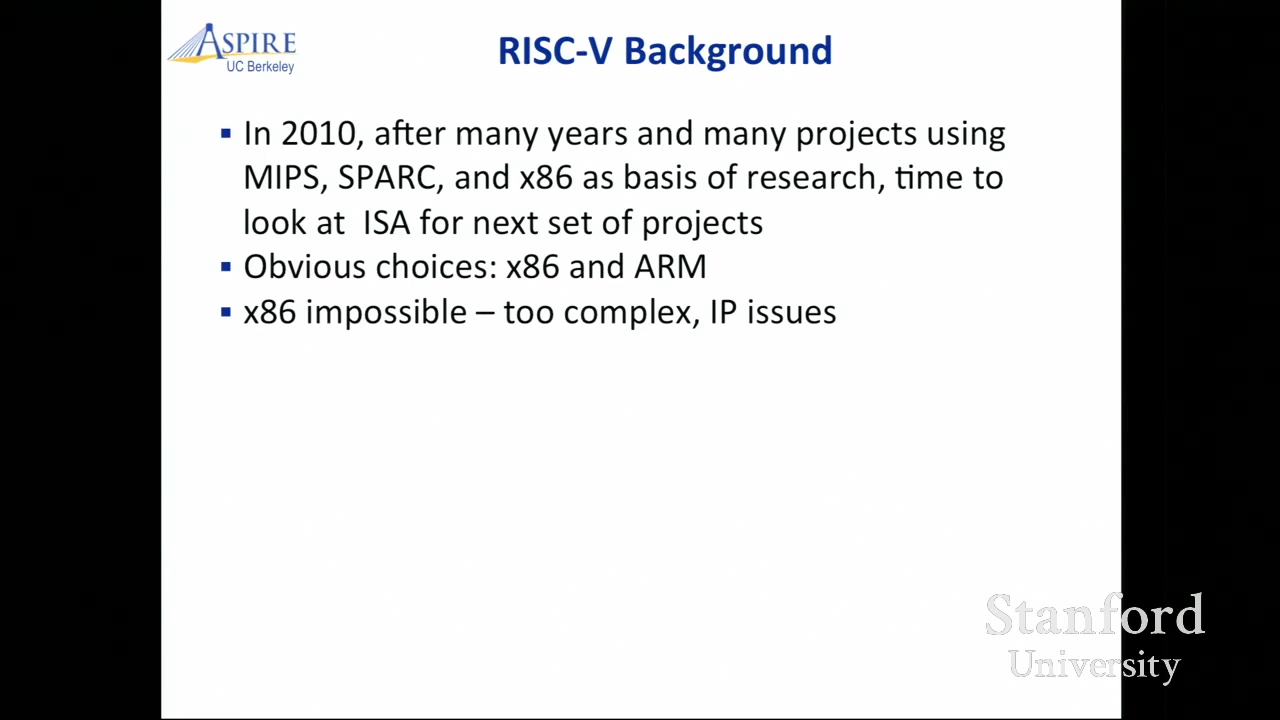 ASPIRE
UC Berkeley
RISC-V Background
▪ In 2010, after many years and many projects using
MIPS, SPARC, and x86 as basis of research, time to
look at ISA for next set of projects
▪ Obvious choices: x86 and ARM
▪ x86 impossible – too complex, IP issues
Stanford
University